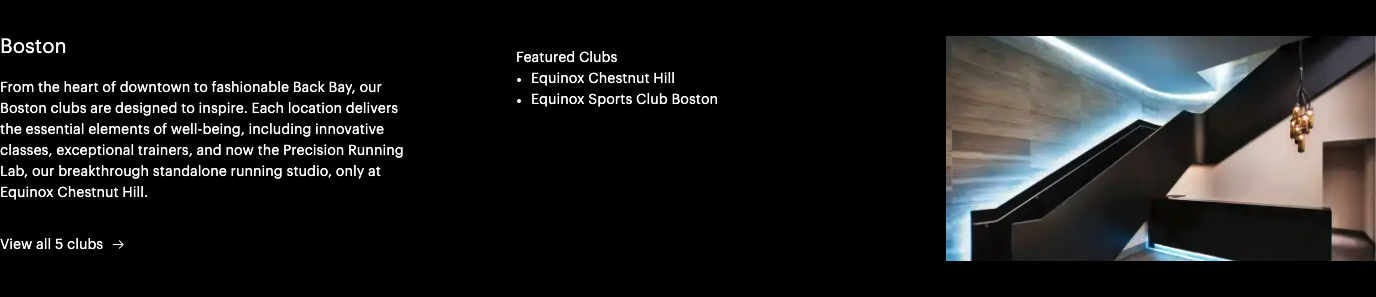 Boston
From the heart of downtown to fashionable Back Bay, our
Boston clubs are designed to inspire. Each location delivers
the essential elements of well-being, including innovative
classes, exceptional trainers, and now the Precision Running
Lab, our breakthrough standalone running studio, only at
Equinox Chestnut Hill.
View all 5 clubs →
Featured Clubs
• Equinox Chestnut Hill
• Equinox Sports Club Boston